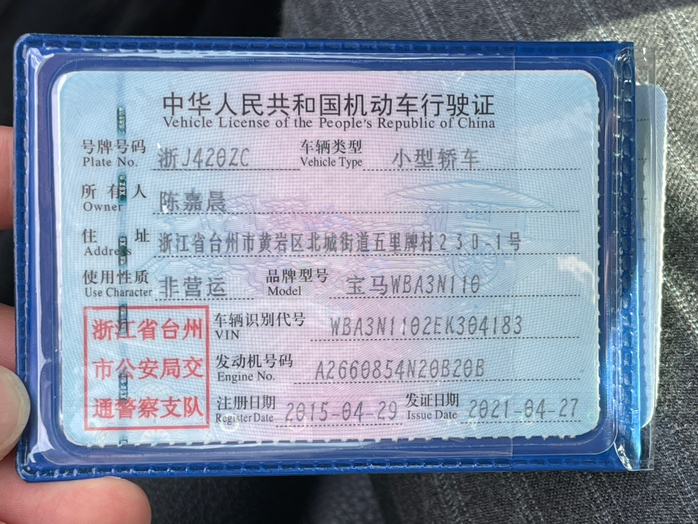 中华人民共和国机动车行驶证
Vehicle License of the People's Republic of China
号牌号码 浙J420ZC 车辆类型 小型轿车
Plate No. Vehicle Type
所有人 陈嘉晨
Owner
住址 浙江省台州市黄岩区北城街道五里牌村230-1号
Address
使用性质 非营运 品牌型号 宝马WBA3N110
Use Character Model
浙江省台州 车辆识别代号 WBA3N1102EK304183
VIN
市公安局交 发动机号码 A2660854N20B20B
Engine No.
通警察支队 注册日期 2015-04-29 发证日期 2021-04-27
Register Date Issue Date